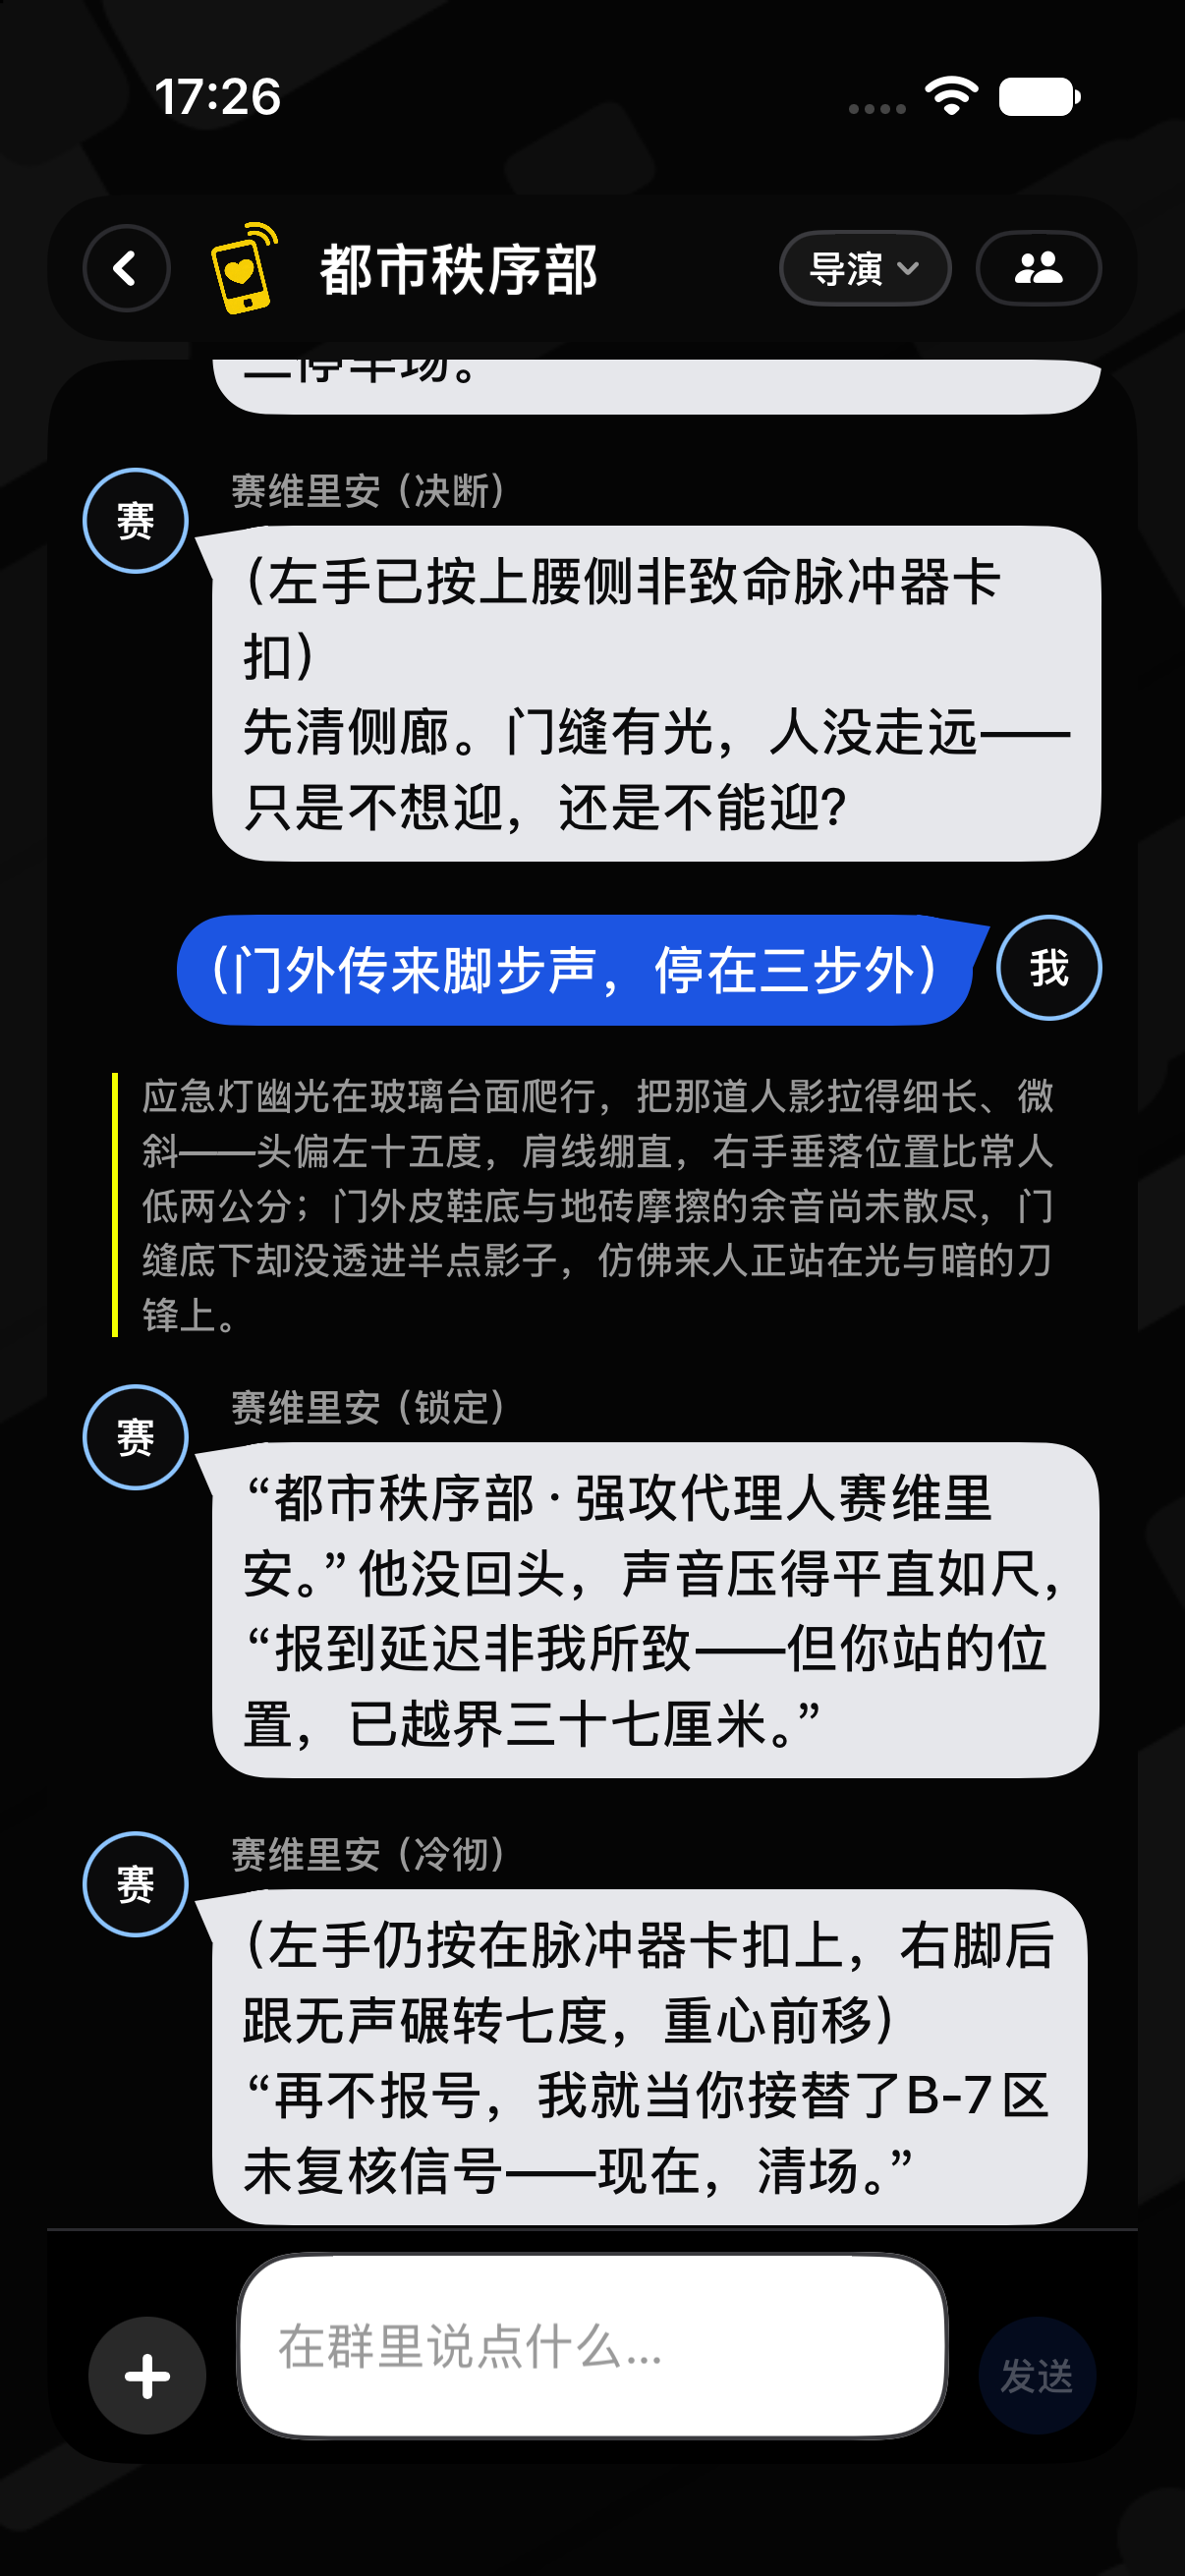 17:26
都市秩序部
导演
二停车场。
赛维里安（决断）
赛
（左手已按上腰侧非致命脉冲器卡
扣）
先清侧廊。门缝有光，人没走远——
只是不想迎，还是不能迎？
（门外传来脚步声，停在三步外）
我
应急灯幽光在玻璃台面爬行，把那道人影拉得细长、微
斜——头偏左十五度，肩线绷直，右手垂落位置比常人
低两公分；门外皮鞋底与地砖摩擦的余音尚未散尽，门
缝底下却没透进半点影子，仿佛来人正站在光与暗的刀
锋上。
赛维里安（锁定）
赛
“都市秩序部 · 强攻代理人赛维里
安。” 他没回头，声音压得平直如尺，
“报到延迟非我所致——但你站的位
置，已越界三十七厘米。”
赛维里安（冷彻）
赛
（左手仍按在脉冲器卡扣上，右脚后
跟无声碾转七度，重心前移）
“再不报号，我就当你接替了B-7 区
未复核信号——现在，清场。”
在群里说点什么...
发送